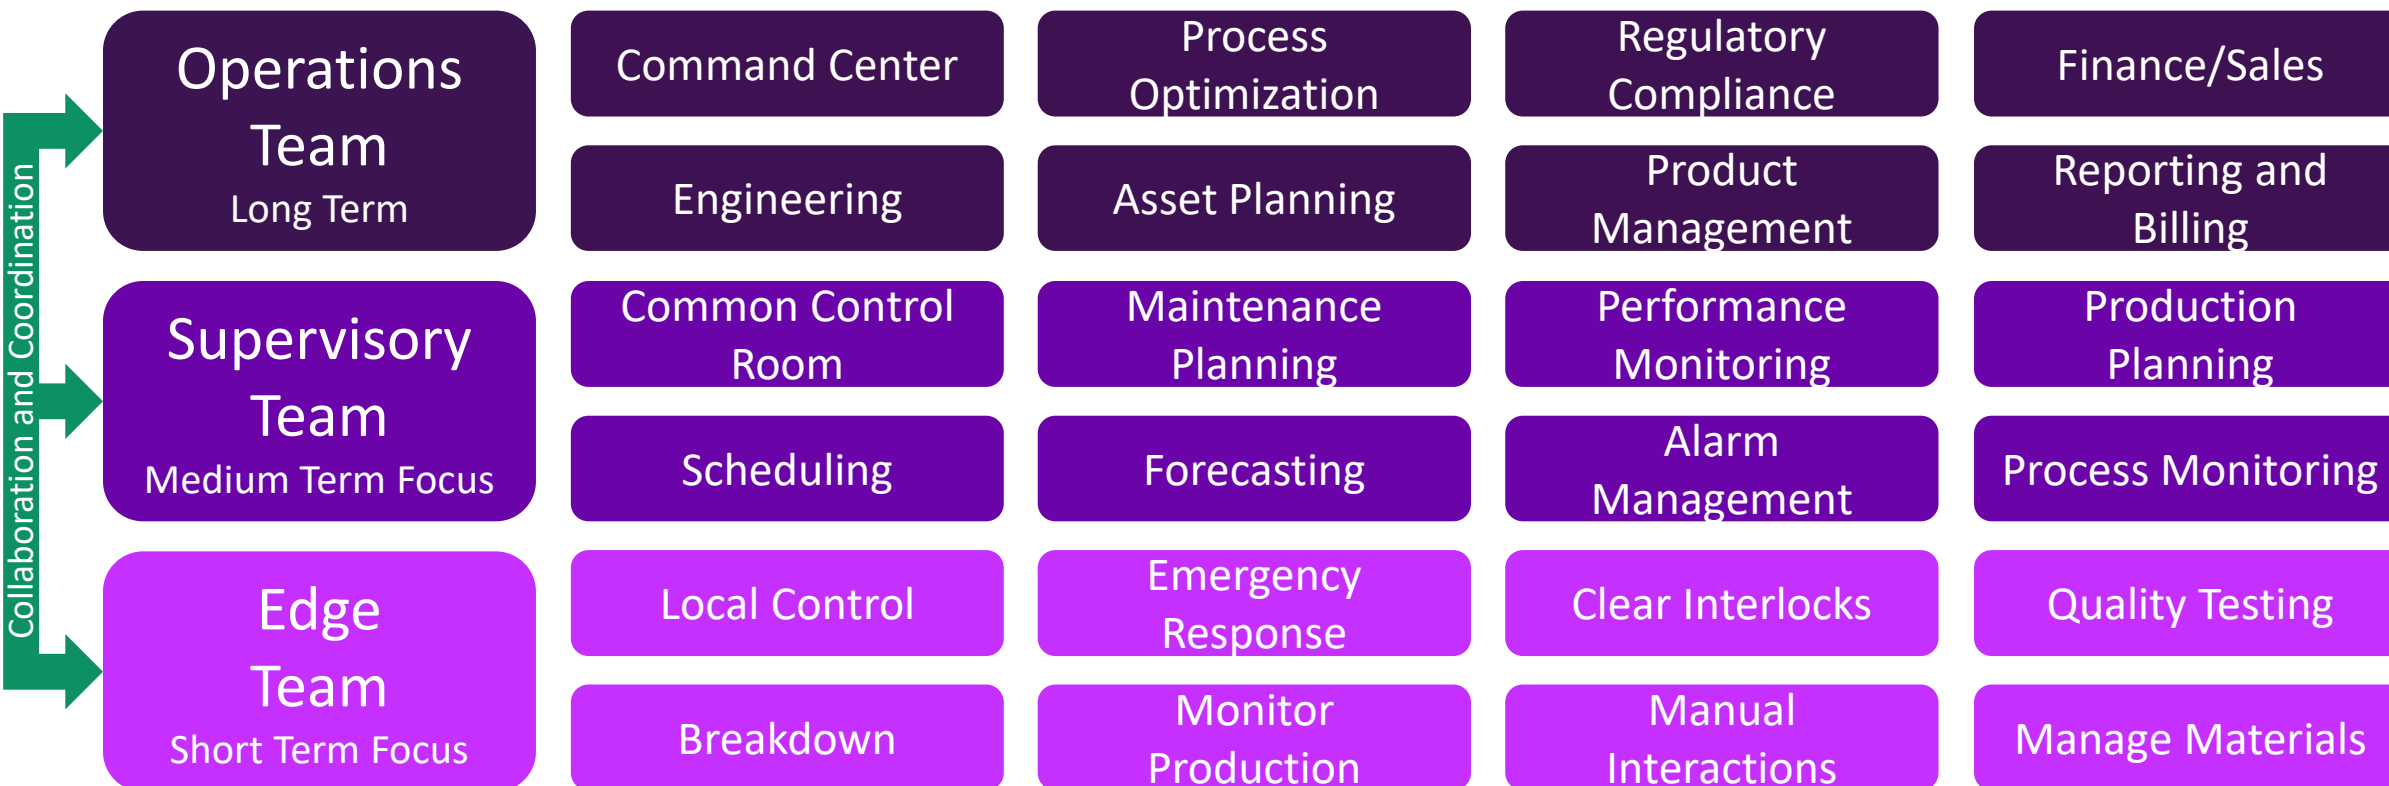 Collaboration and Coordination
Operations
Team
Long Term
Command Center
Process
Optimization
Regulatory
Compliance
Finance/Sales
Engineering
Asset Planning
Product
Management
Reporting and
Billing
Supervisory
Team
Medium Term Focus
Common Control
Room
Maintenance
Planning
Performance
Monitoring
Production
Planning
Scheduling
Forecasting
Alarm
Management
Process Monitoring
Edge
Team
Short Term Focus
Local Control
Emergency
Response
Clear Interlocks
Quality Testing
Breakdown
Monitor
Production
Manual
Interactions
Manage Materials